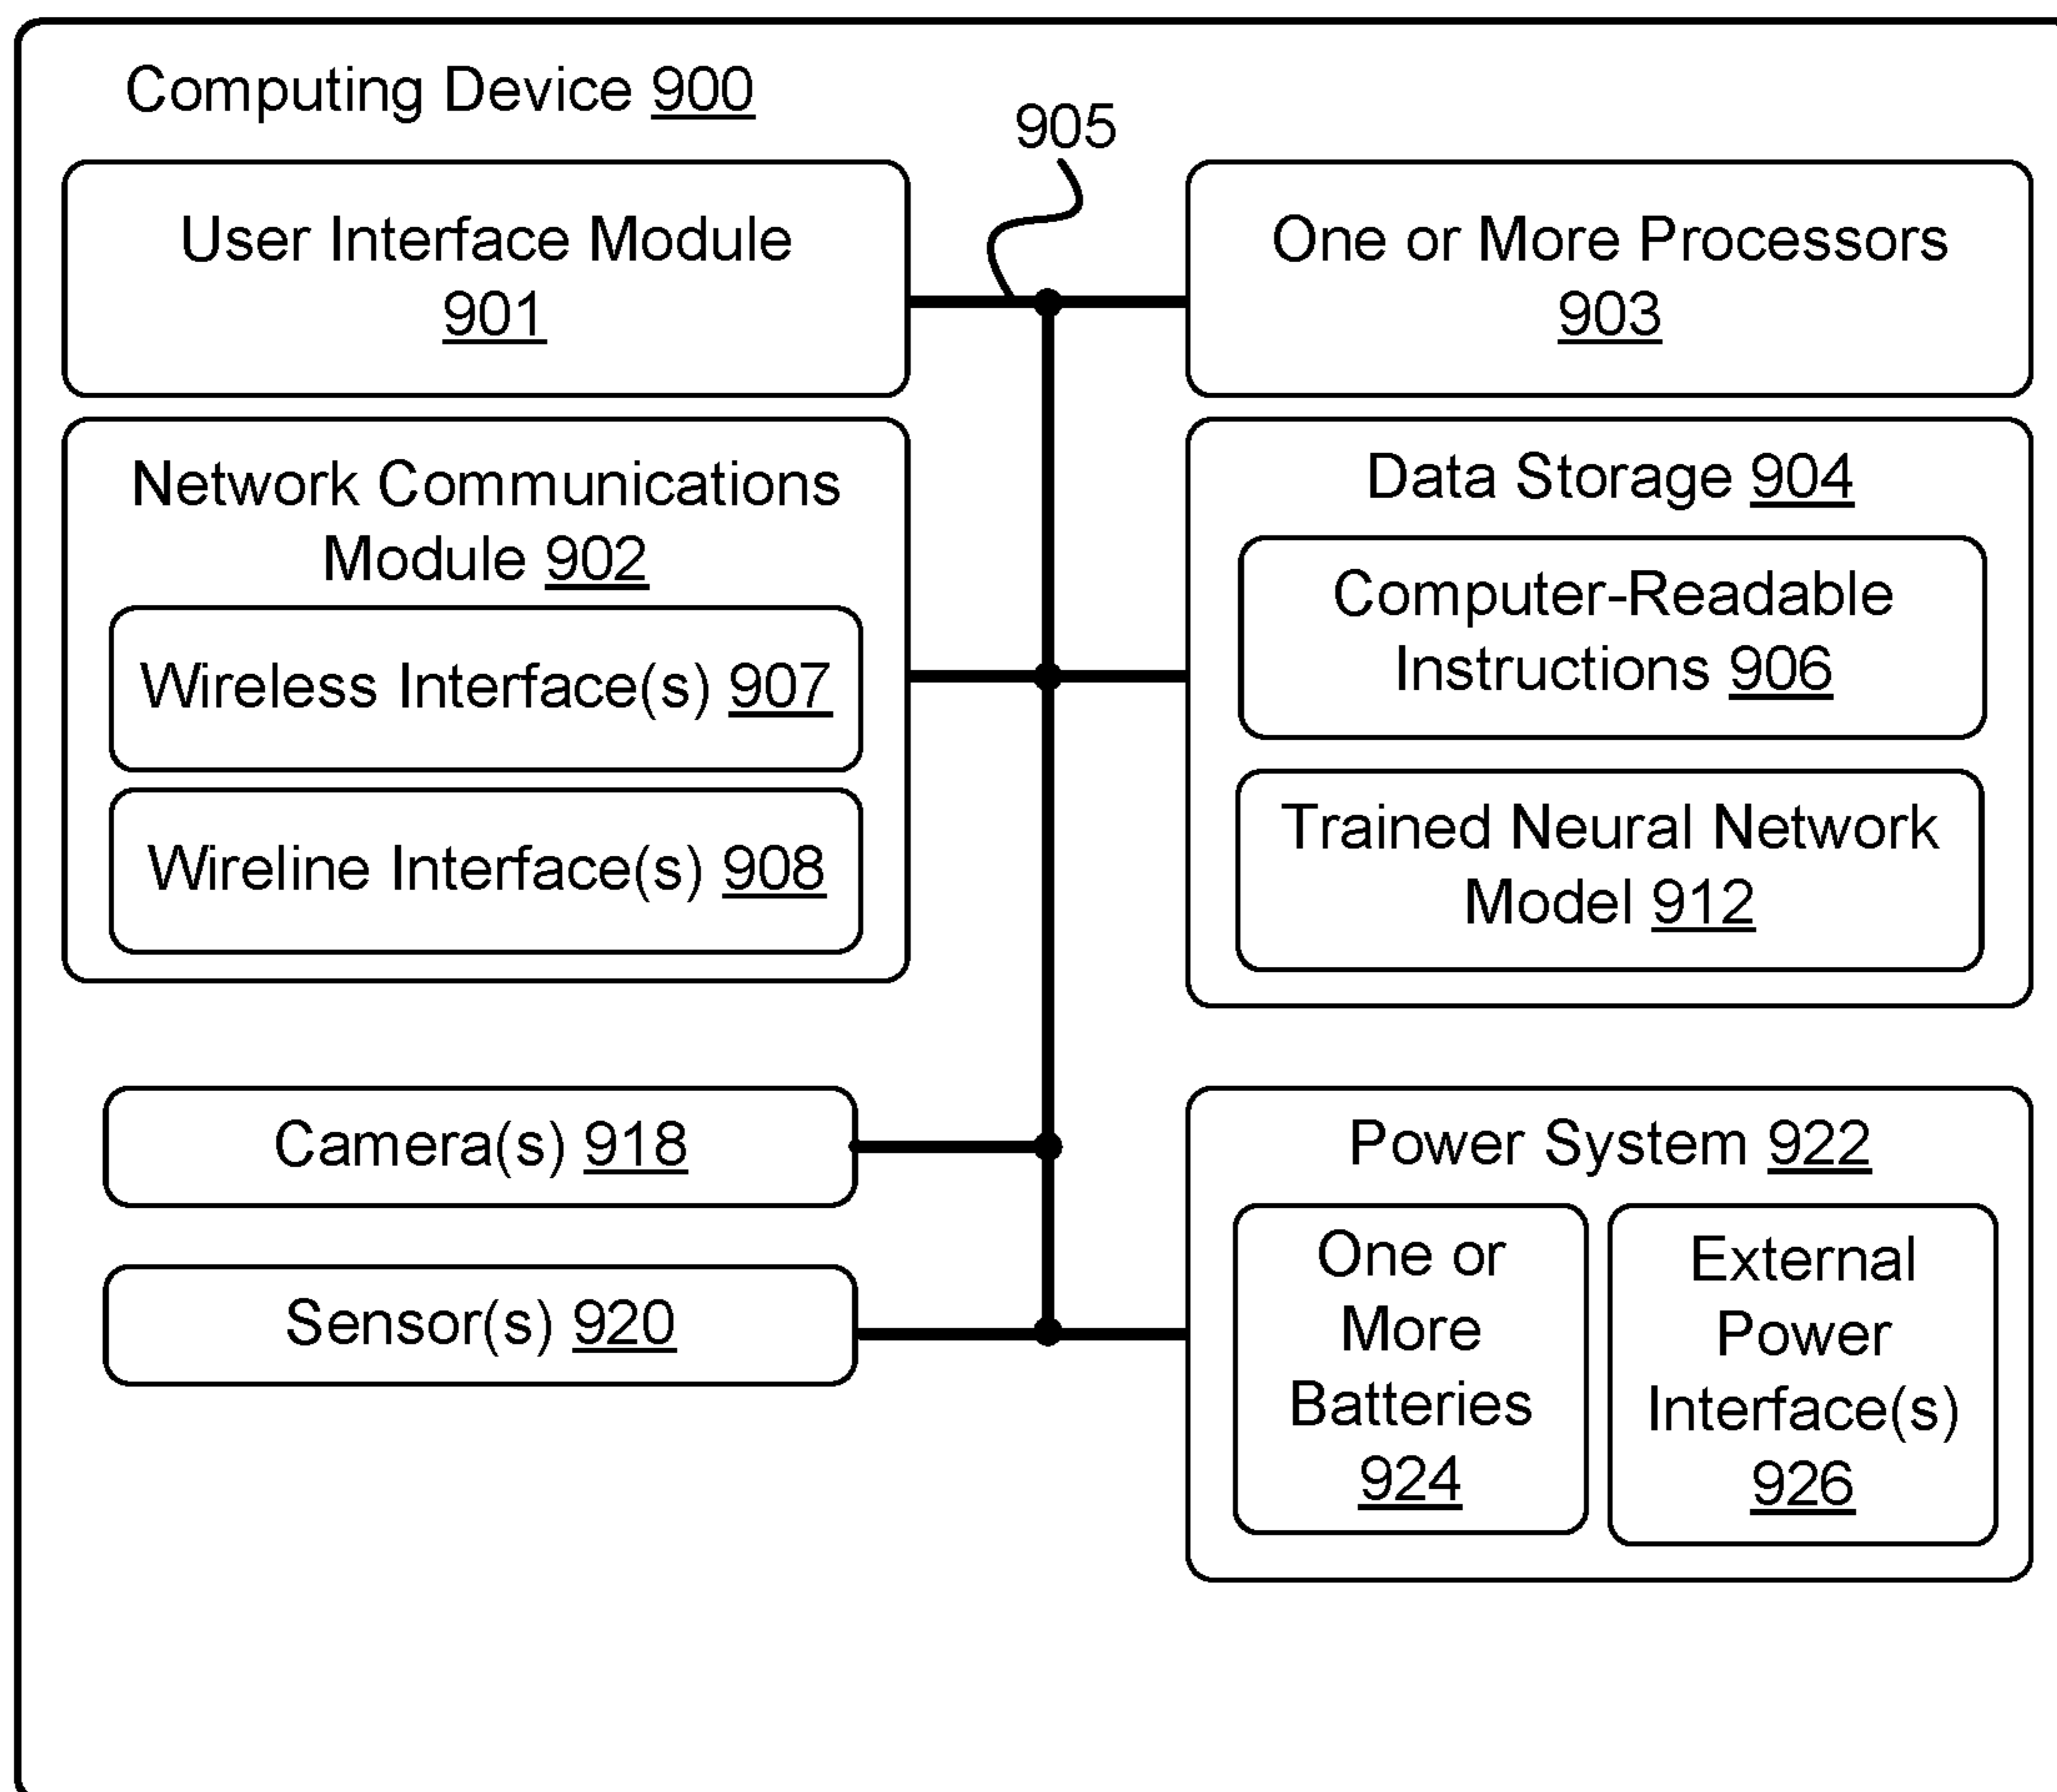 Computing Device 900
905
User Interface Module
901
One or More Processors
903
Network Communications
Module 902
Wireless Interface(s) 907
Wireline Interface(s) 908
Data Storage 904
Computer-Readable
Instructions 906
Trained Neural Network
Model 912
Camera(s) 918
Sensor(s) 920
Power System 922
One or
More
Batteries
924
External
Power
Interface(s)
926